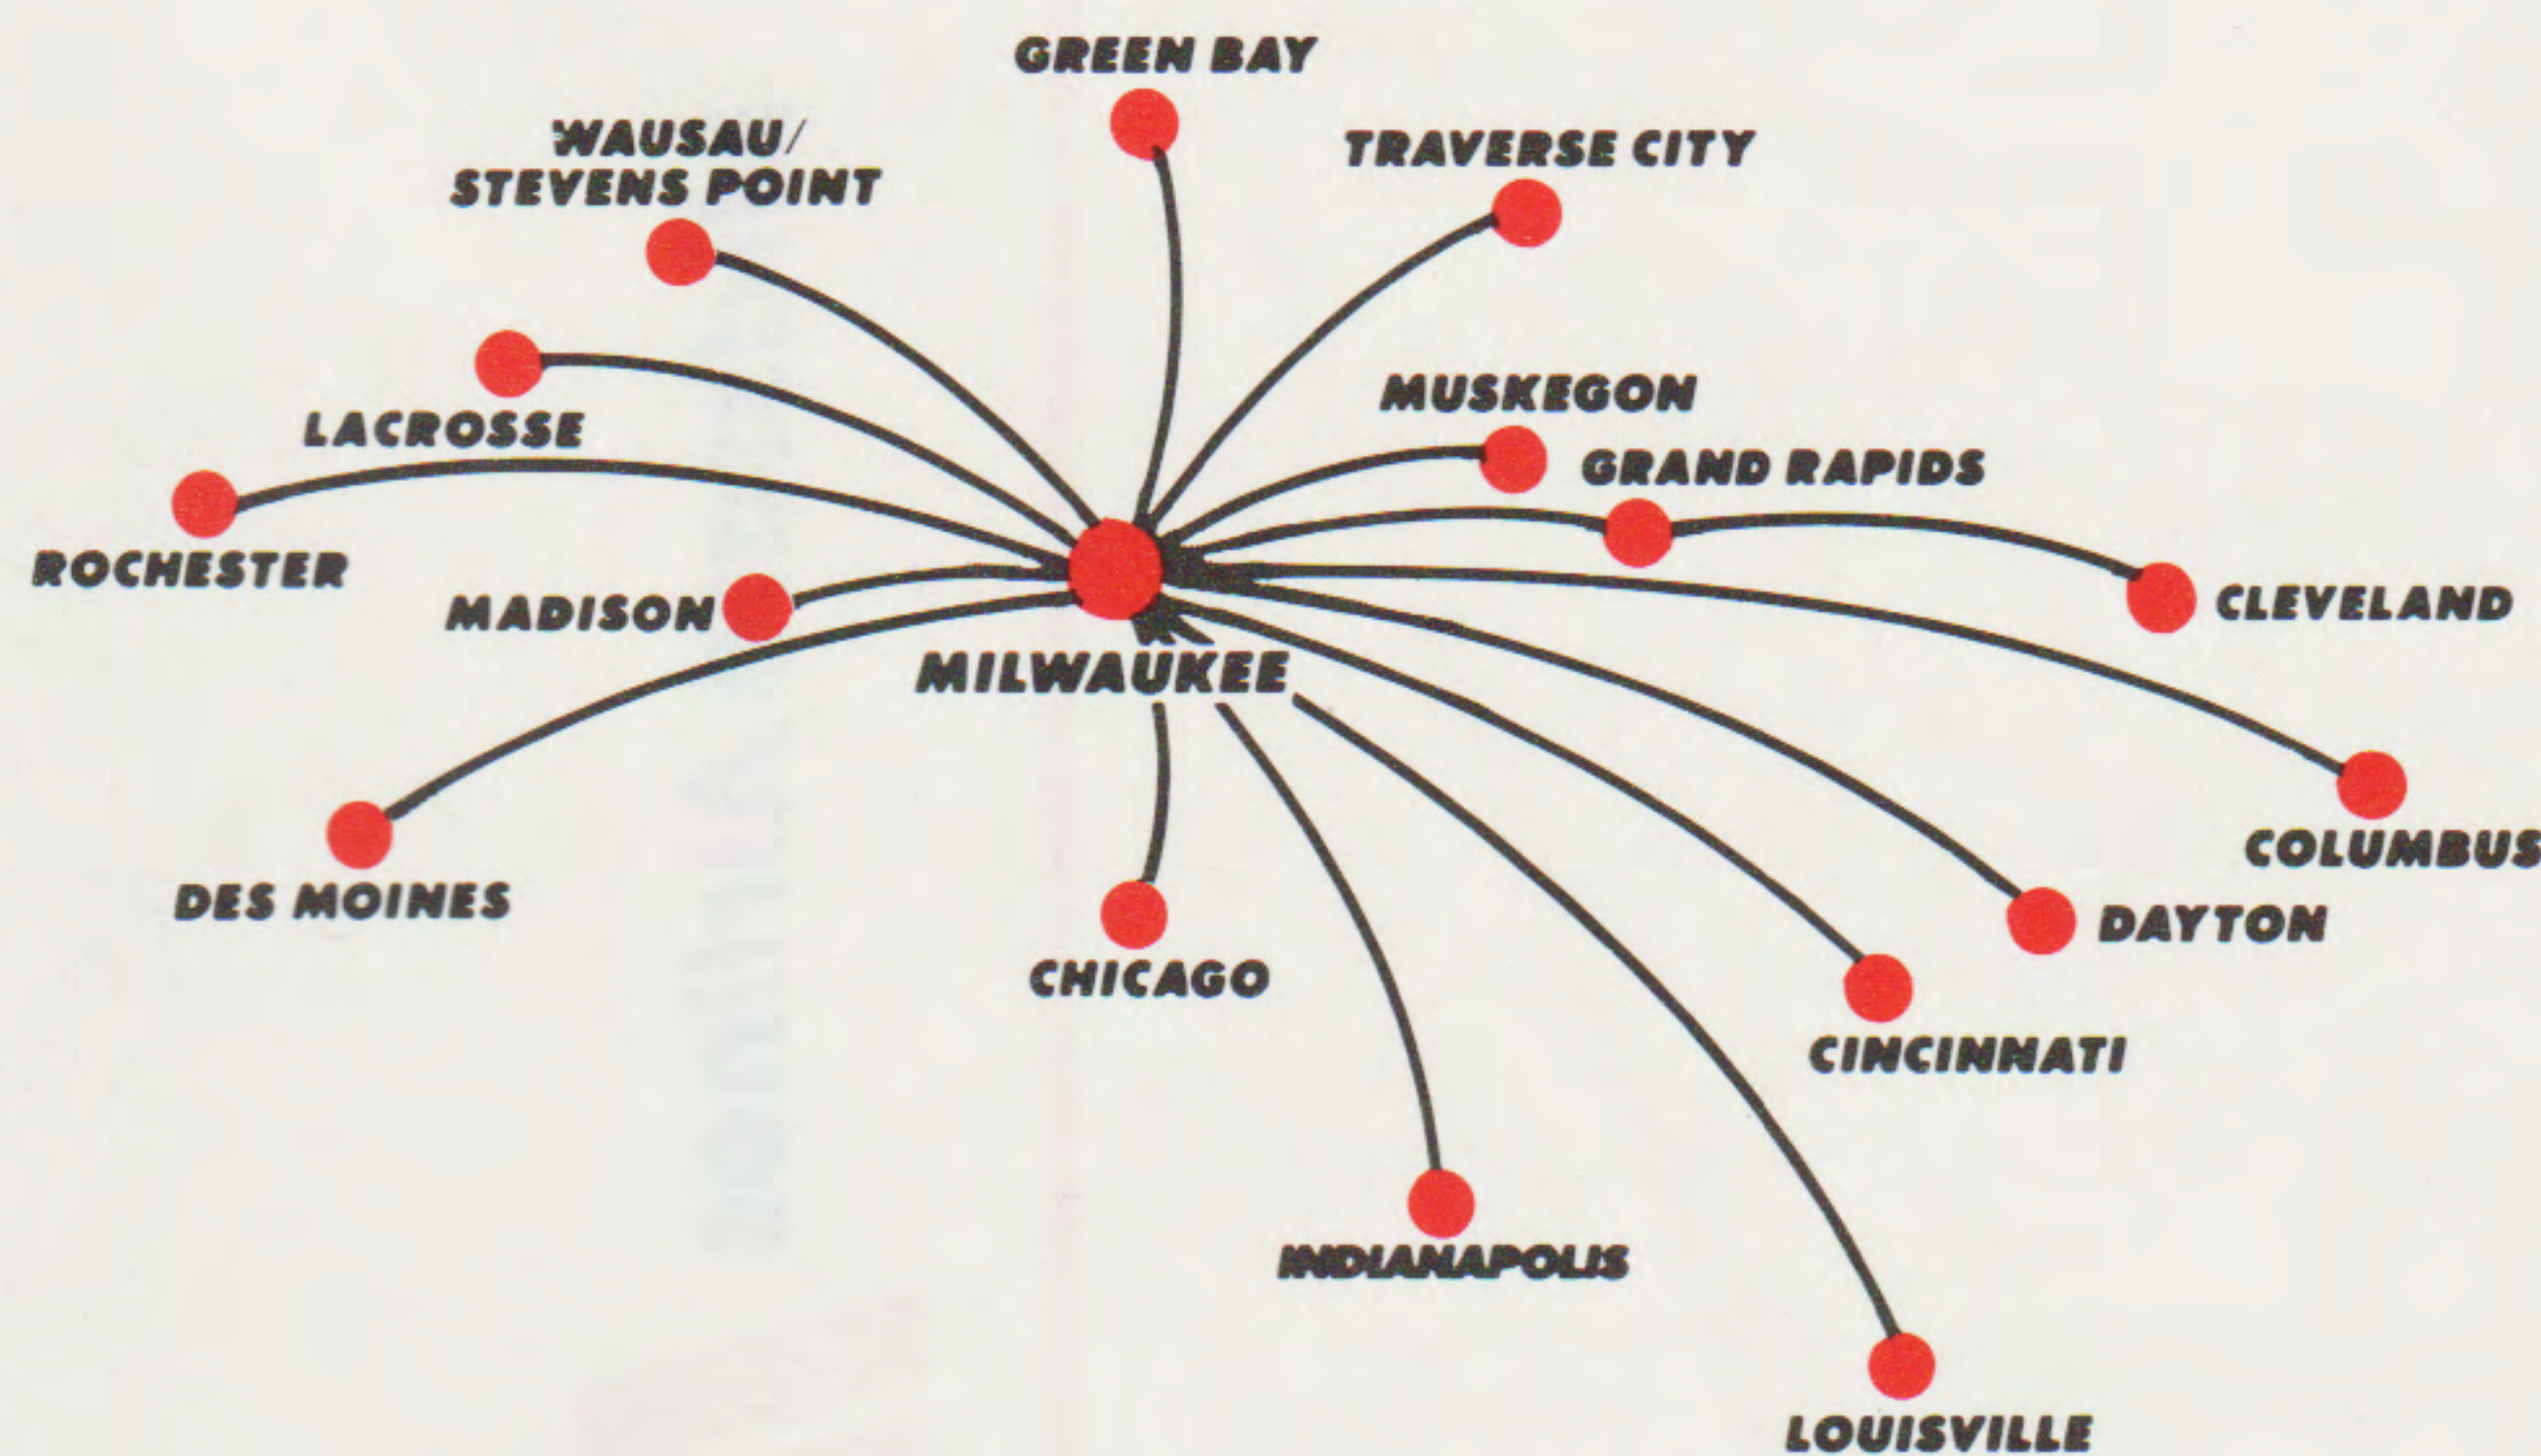 GREEN BAY
WAUSAU/
STEVENS POINT
TRAVERSE CITY
LACROSSE
MUSKEGON
GRAND RAPIDS
ROCHESTER
MADISON
CLEVELAND
MILWAUKEE
COLUMBUS
DES MOINES
DAYTON
CHICAGO
CINCINNATI
INDIANAPOLIS
LOUISVILLE